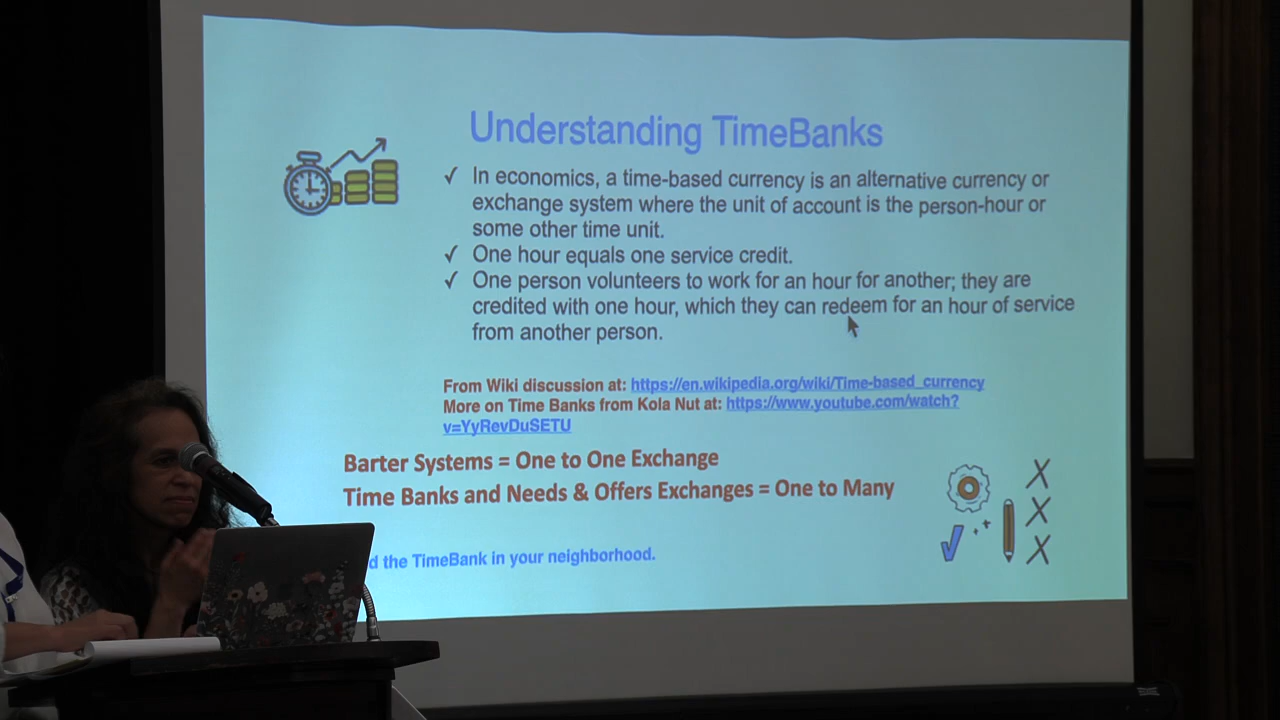 Understanding TimeBanks
✓ In economics, a time-based currency is an alternative currency or
exchange system where the unit of account is the person-hour or
some other time unit.
✓ One hour equals one service credit.
✓ One person volunteers to work for an hour for another; they are
credited with one hour, which they can redeem for an hour of service
from another person.
From Wiki discussion at: https://en.wikipedia.org/wiki/Time-based_currency
More on Time Banks from Kola Nut at: https://www.youtube.com/watch?
v=YyRevDuSETU
Barter Systems = One to One Exchange
Time Banks and Needs & Offers Exchanges = One to Many
the TimeBank in your neighborhood.